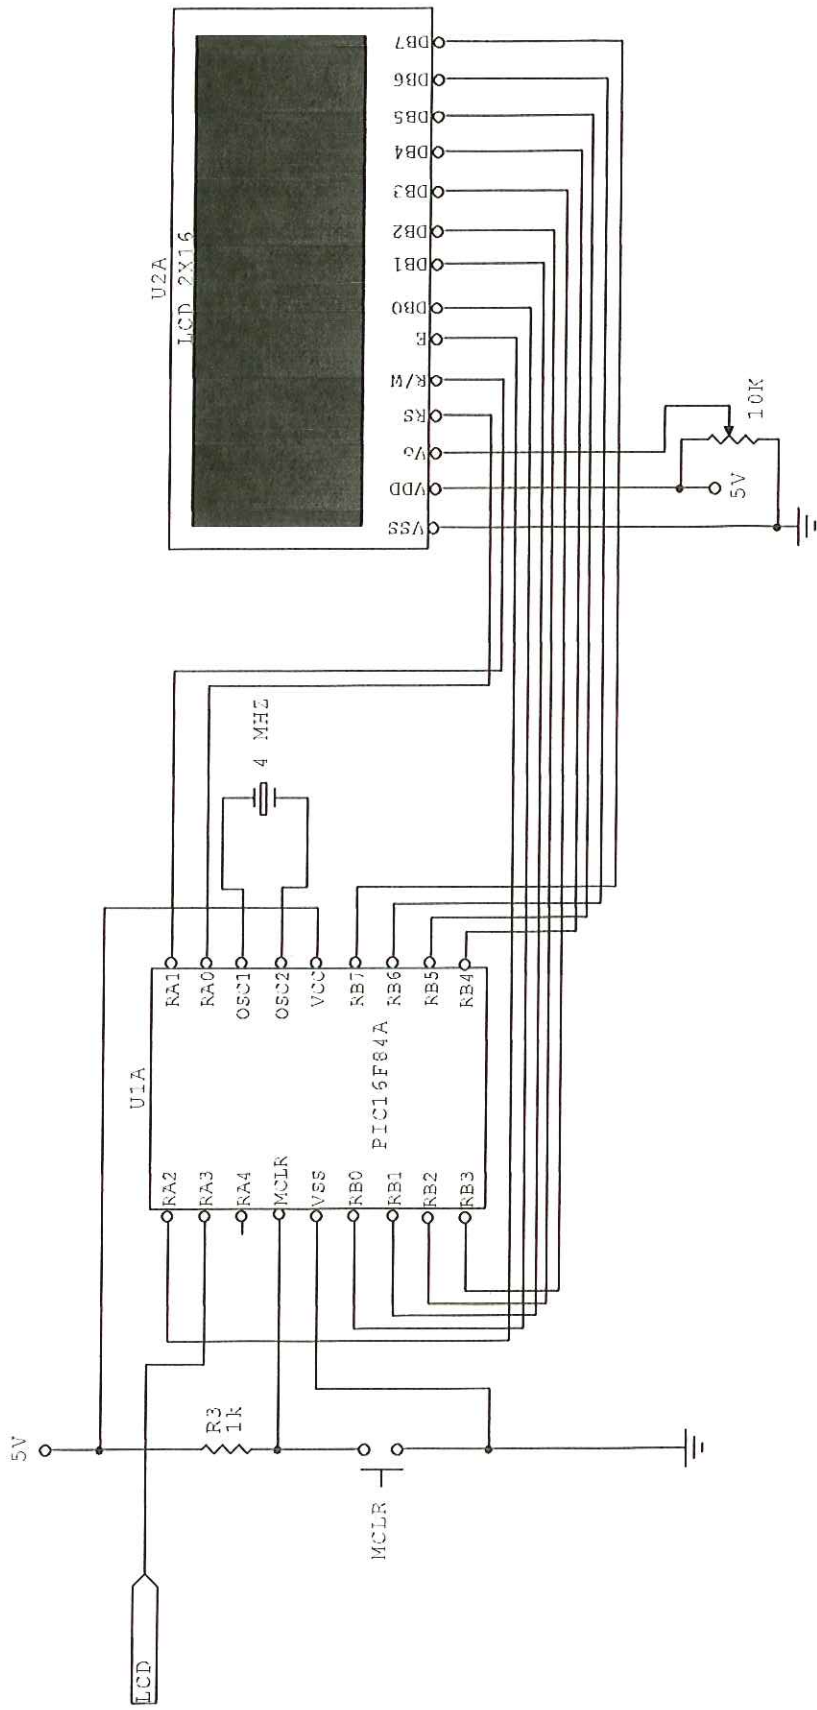 U2A
LCD 2X16
DB7
DB6
DB5
DB4
DB3
DB2
DB1
DB0
E
R/W
RS
VDD
VSS
10K
5V
4 MHZ
U1A
PIC16F84A
RA1
RA0
OSC1
OSC2
VCC
RB7
RB6
RB5
RB4
RA2
RA3
RA4
MCLR
VSS
RB0
RB1
RB2
RB3
5V
R3
1k
MCLR
LCD